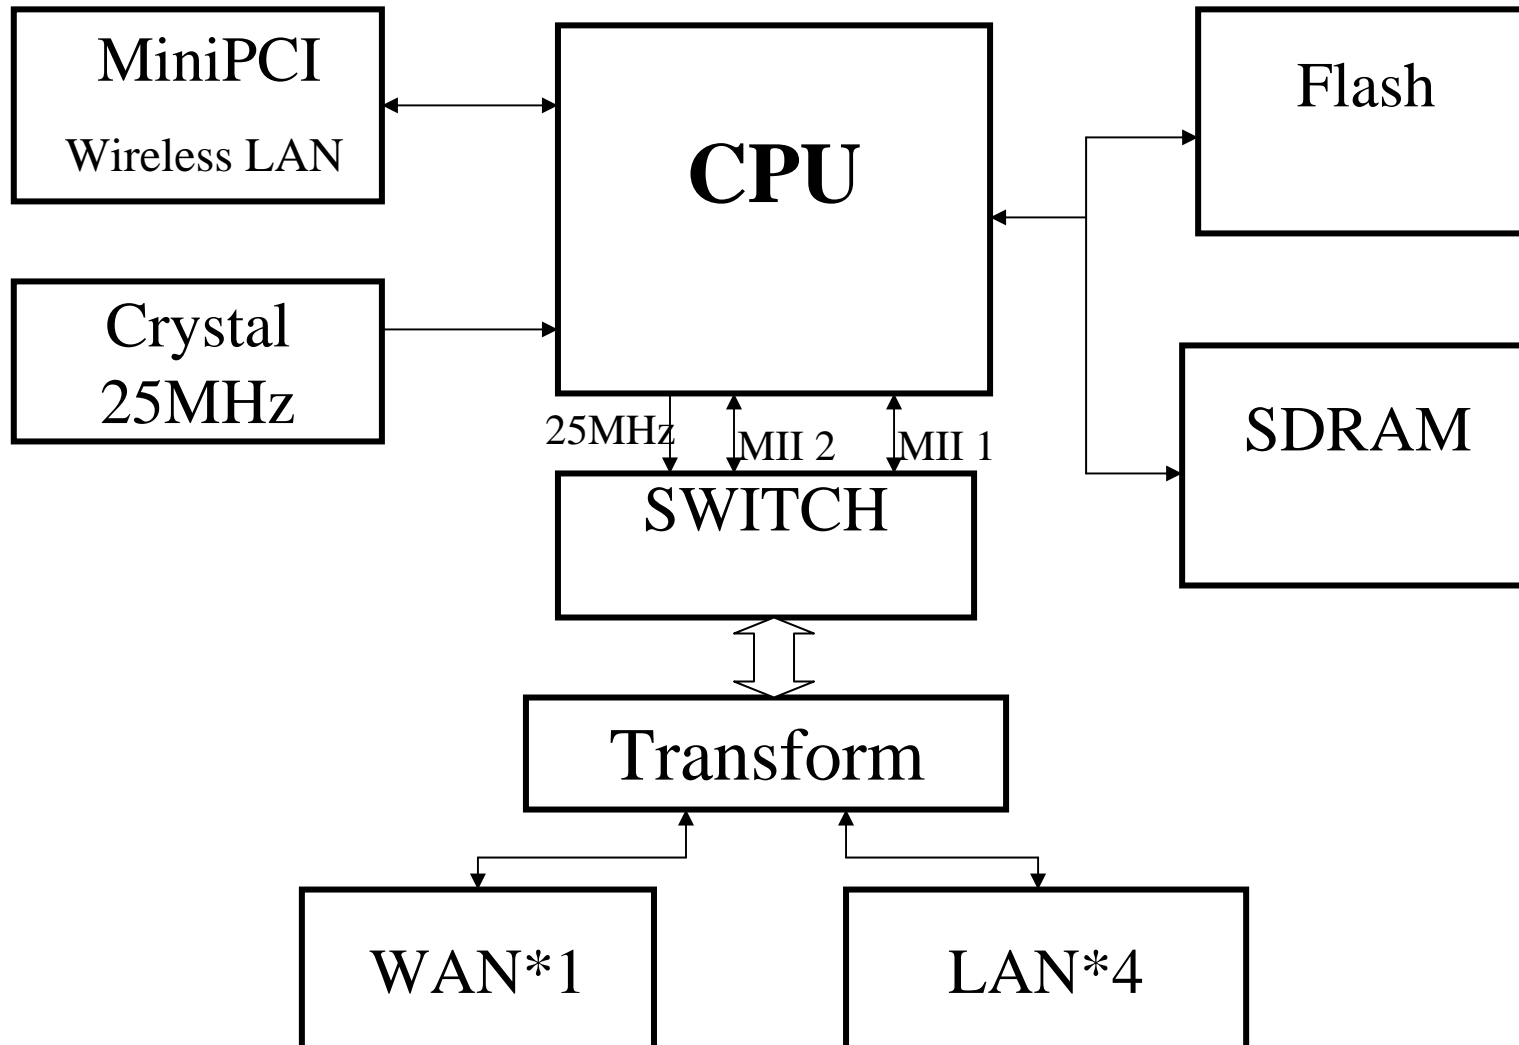 MiniPCI
Wireless LAN
CPU
Flash
Crystal
25MHz
SDRAM
25MHz
MII 2
MII 1
SWITCH
Transform
WAN*1
LAN*4